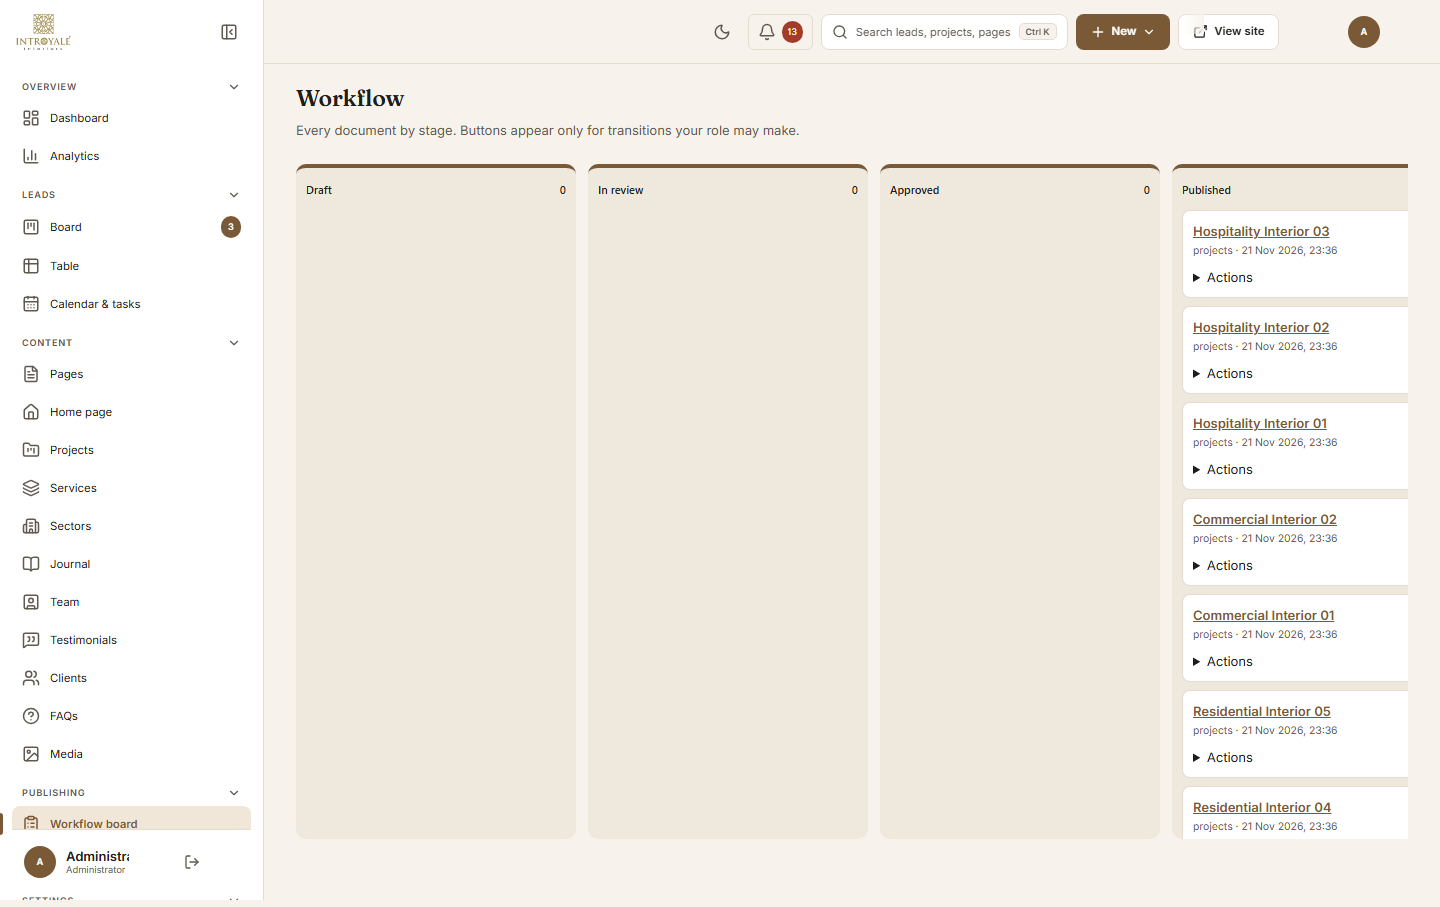 INTROYALE
Interiors
13
Search leads, projects, pages
Ctrl K
New
View site
A
OVERVIEW
Dashboard
Analytics
LEADS
Board
3
Table
Calendar & tasks
CONTENT
Pages
Home page
Projects
Services
Sectors
Journal
Team
Testimonials
Clients
FAQs
Media
PUBLISHING
Workflow board
A
Administra
Administrator
SETTINGS
Workflow
Every document by stage. Buttons appear only for transitions your role may make.
Draft 0
In review 0
Approved 0
Published
Hospitality Interior 03
projects · 21 Nov 2026, 23:36
Actions
Hospitality Interior 02
projects · 21 Nov 2026, 23:36
Actions
Hospitality Interior 01
projects · 21 Nov 2026, 23:36
Actions
Commercial Interior 02
projects · 21 Nov 2026, 23:36
Actions
Commercial Interior 01
projects · 21 Nov 2026, 23:36
Actions
Residential Interior 05
projects · 21 Nov 2026, 23:36
Actions
Residential Interior 04
projects · 21 Nov 2026, 23:36